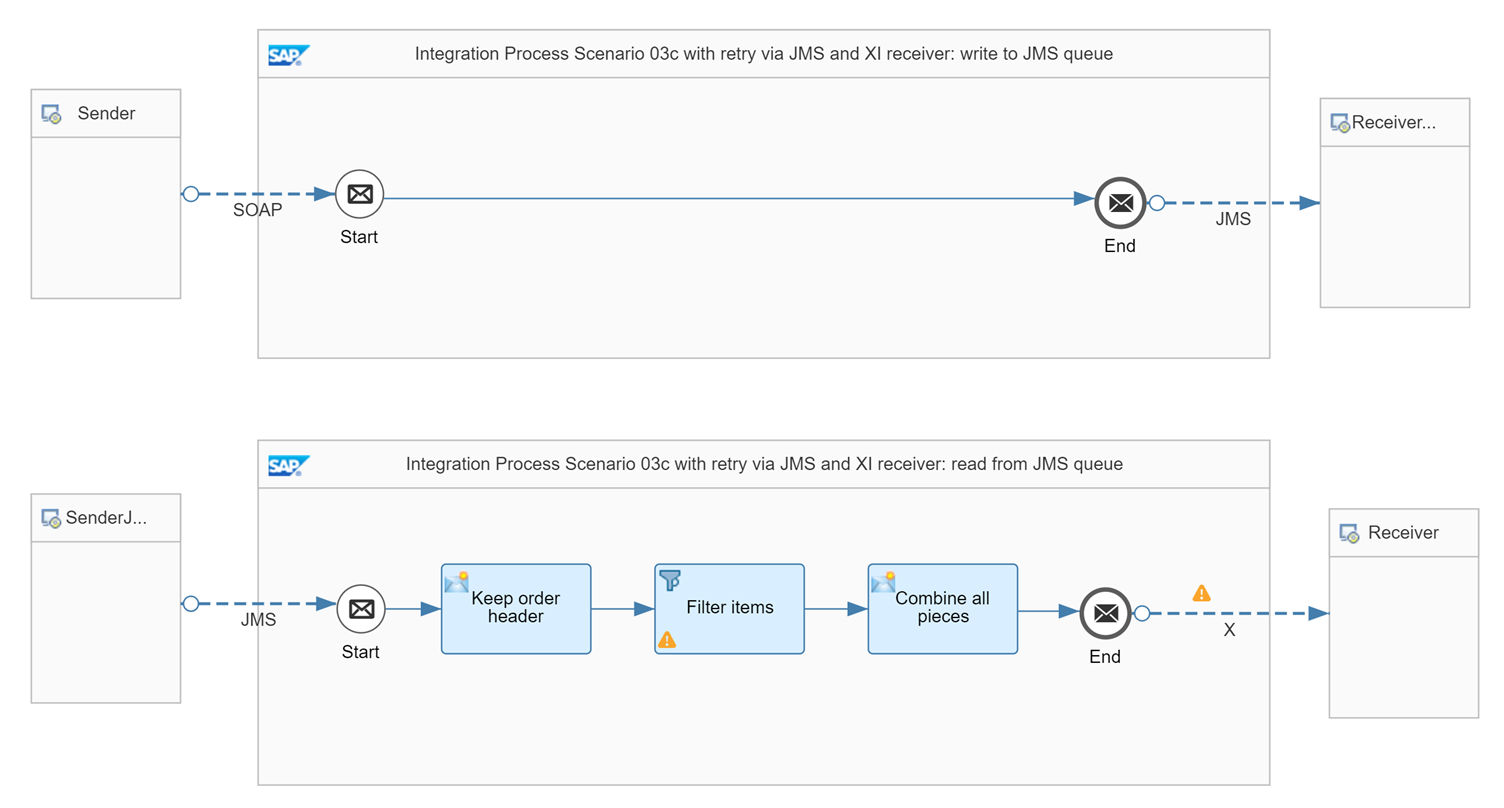 SAP
Integration Process Scenario 03c with retry via JMS and XI receiver: write to JMS queue
Sender
Receiver...
SOAP
Start
End
JMS
SAP
Integration Process Scenario 03c with retry via JMS and XI receiver: read from JMS queue
SenderJ...
Receiver
JMS
Start
Keep order
header
Filter items
Combine all
pieces
End
X